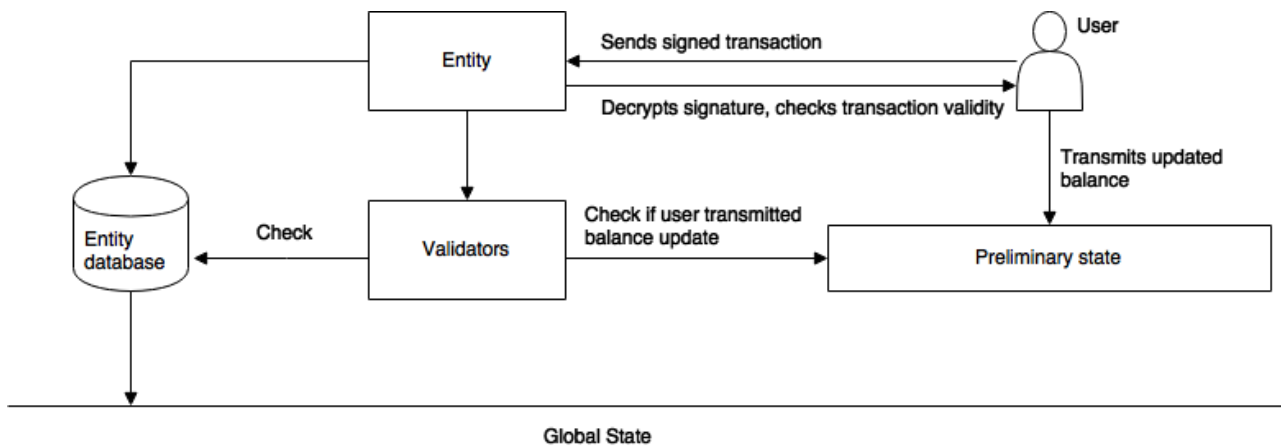 User
Sends signed transaction
Entity
Decrypts signature, checks transaction validity
Transmits updated
balance
Check if user transmitted
balance update
Check
Validators
Entity
database
Preliminary state
Global State